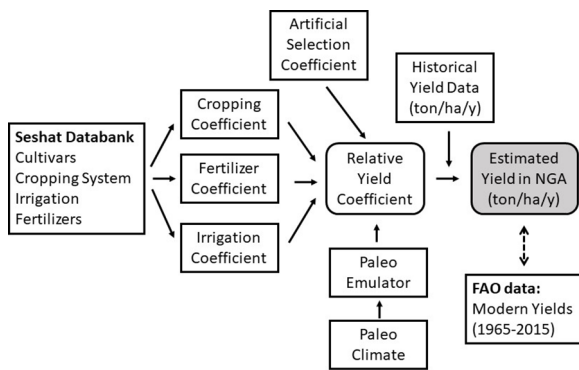 Artificial
Selection
Coefficient
Historical
Yield Data
(ton/ha/y)
Cropping
Coefficient
Seshat Databank
Cultivars
Cropping System
Irrigation
Fertilizers
Fertilizer
Coefficient
Relative
Yield
Coefficient
Estimated
Yield in NGA
(ton/ha/y)
Irrigation
Coefficient
Paleo
Emulator
FAO data:
Modern Yields
(1965-2015)
Paleo
Climate